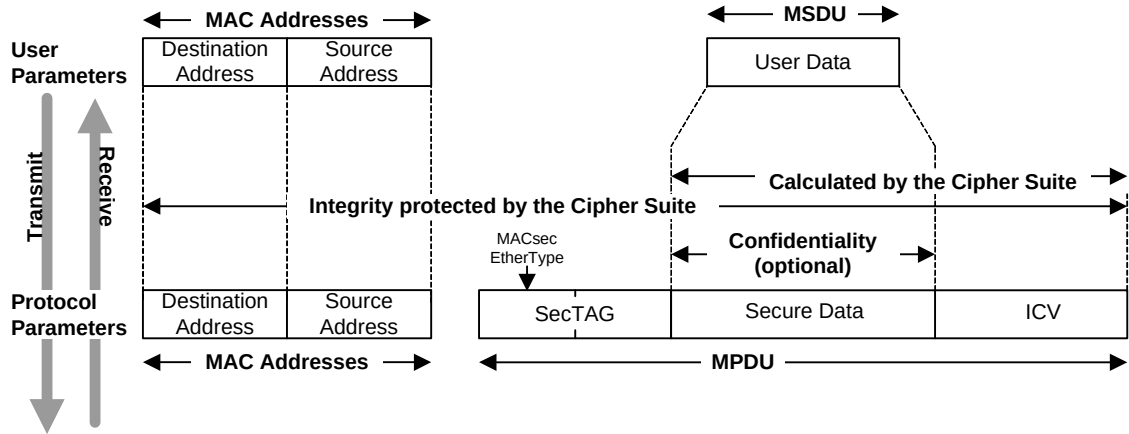 MAC Addresses
MSDU
User
Parameters
Destination
Address
Source
Address
User Data
Transmit
Receive
Calculated by the Cipher Suite
Integrity protected by the Cipher Suite
MACsec
EtherType
Confidentiality
(optional)
Protocol
Parameters
Destination
Address
Source
Address
SecTAG
Secure Data
ICV
MAC Addresses
MPDU